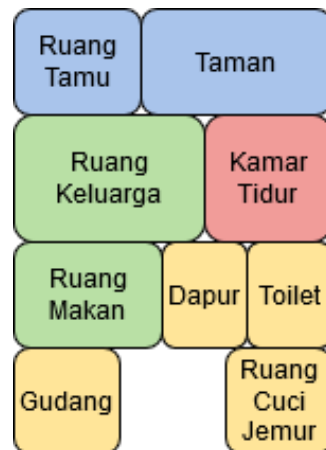 Ruang
Tamu
Taman
Ruang
Keluarga
Kamar
Tidur
Ruang
Makan
Dapur
Toilet
Gudang
Ruang
Cuci
Jemur